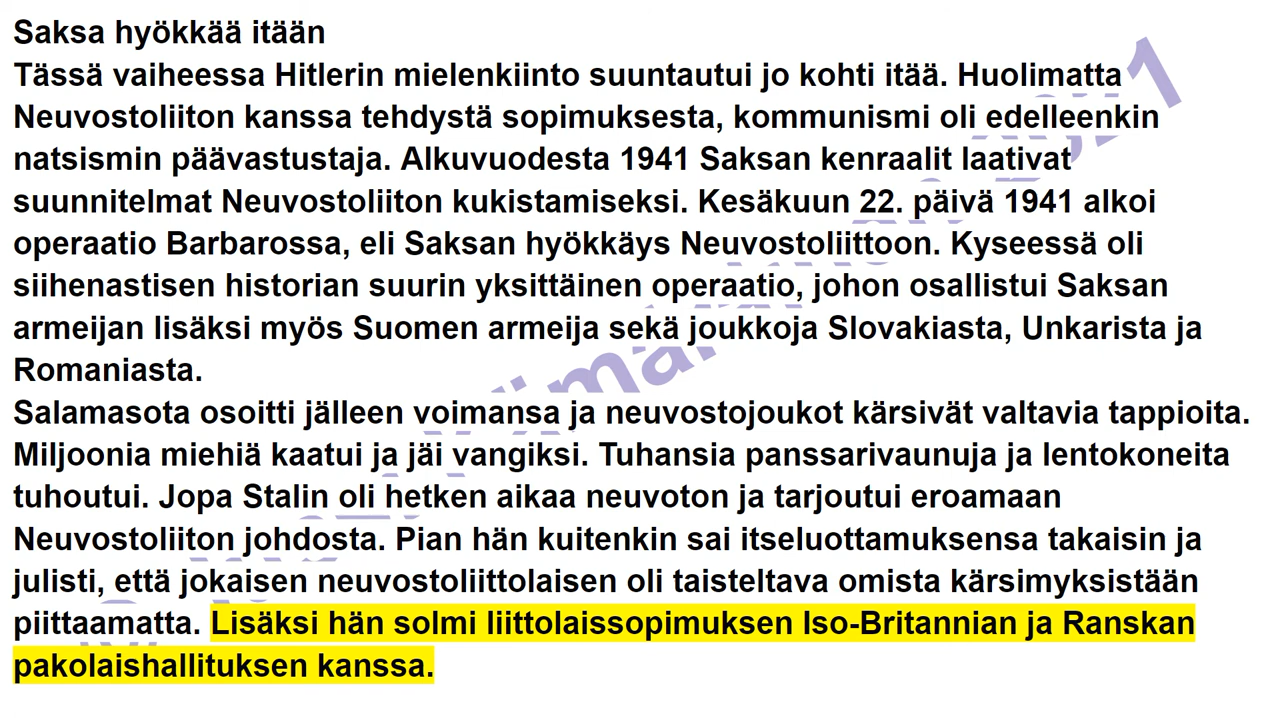 Saksa hyökkää itään
Tässä vaiheessa Hitlerin mielenkiinto suuntautui jo kohti itää. Huolimatta
Neuvostoliiton kanssa tehdystä sopimuksesta, kommunismi oli edelleenkin
natsismin päävastustaja. Alkuvuodesta 1941 Saksan kenraalit laativat
suunnitelmat Neuvostoliiton kukistamiseksi. Kesäkuun 22. päivä 1941 alkoi
operaatio Barbarossa, eli Saksan hyökkäys Neuvostoliittoon. Kyseessä oli
siihenastisen historian suurin yksittäinen operaatio, johon osallistui Saksan
armeijan lisäksi myös Suomen armeija sekä joukkoja Slovakiasta, Unkarista ja
Romaniasta.
Salamasota osoitti jälleen voimansa ja neuvostojoukot kärsivät valtavia tappioita.
Miljoonia miehiä kaatui ja jäi vangiksi. Tuhansia panssarivaunuja ja lentokoneita
tuhoutui. Jopa Stalin oli hetken aikaa neuvoton ja tarjoutui eroamaan
Neuvostoliiton johdosta. Pian hän kuitenkin sai itseluottamuksensa takaisin ja
julisti, että jokaisen neuvostoliittolaisen oli taisteltava omista kärsimyksistään
piittaamatta. Lisäksi hän solmi liittolaissopimuksen Iso-Britannian ja Ranskan
pakolaishallituksen kanssa.